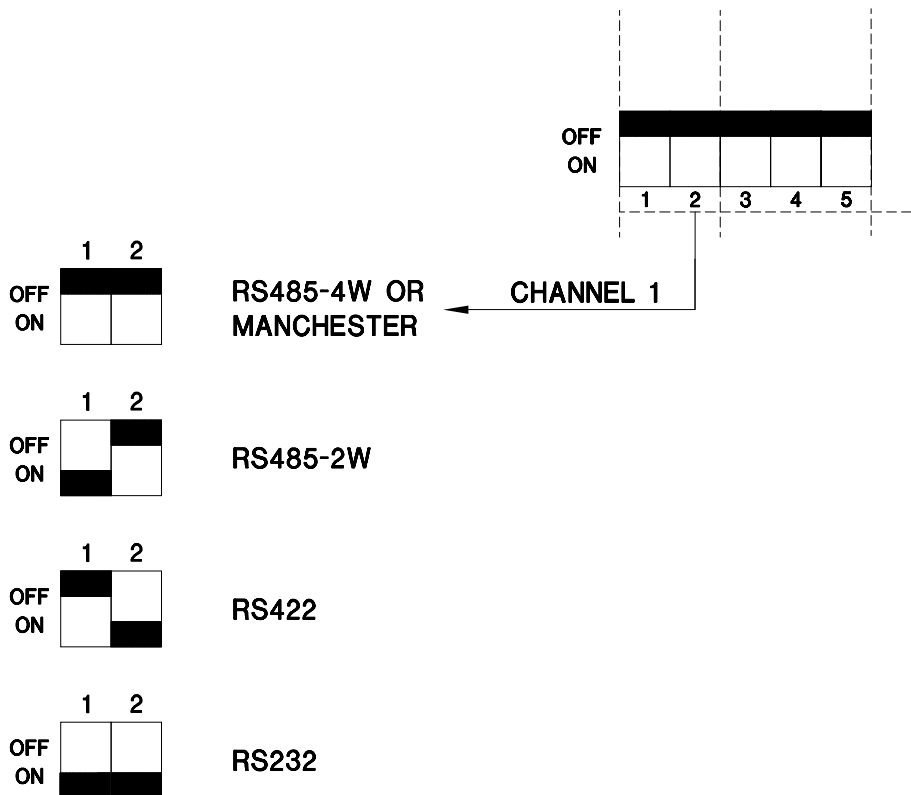 OFF
ON
1 2 3 4 5
CHANNEL 1
1 2
OFF
ON
RS485-4W OR
MANCHESTER
1 2
OFF
ON
RS485-2W
1 2
OFF
ON
RS422
1 2
OFF
ON
RS232